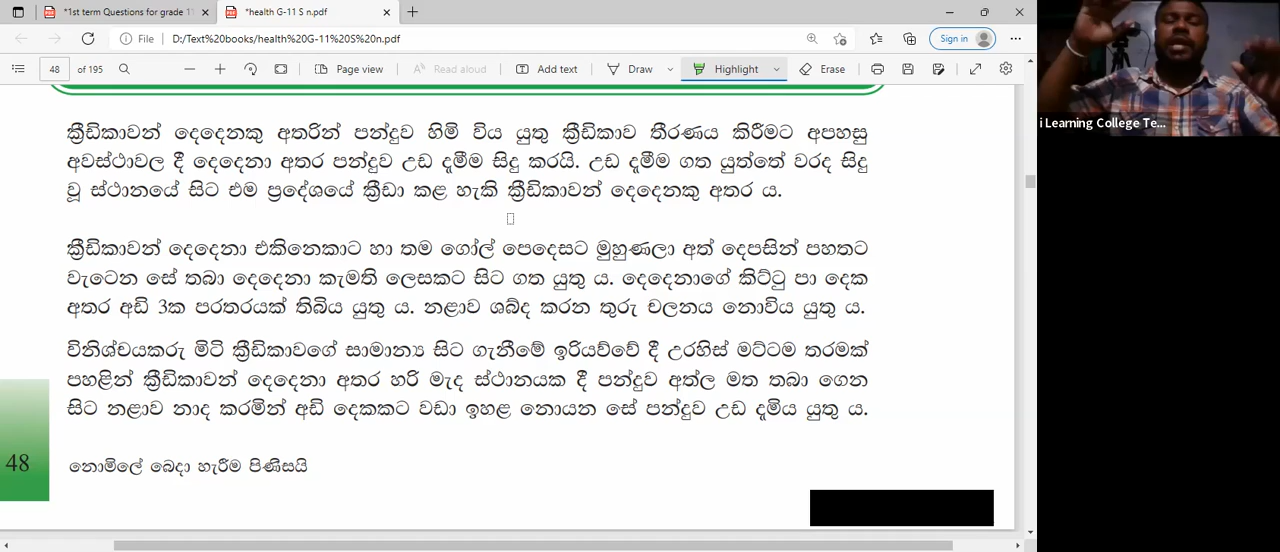 *1st term Questions for grade 1
*health G-11 S n.pdf
File
D:/Text%20books/health%20G-11%20S%20n.pdf
Sign in
48 of 195
Page view
Read aloud
Add text
Draw
Highlight
Erase
i Learning College Te...
ක්‍රීඩිකාවන් දෙදෙනකු අතරින් පන්දුව හිමි විය යුතු ක්‍රීඩිකාව තීරණය කිරීමට අපහසු
අවස්ථාවල දී දෙදෙනා අතර පන්දුව උඩ දැමීම සිදු කරයි. උඩ දැමීම ගත යුත්තේ වරද සිදු
වූ ස්ථානයේ සිට එම ප්‍රදේශයේ ක්‍රීඩා කළ හැකි ක්‍රීඩිකාවන් දෙදෙනකු අතර ය.
ක්‍රීඩිකාවන් දෙදෙනා එකිනෙකාට හා තම ගෝල් පෙදෙසට මුහුණලා අත් දෙපසින් පහතට
වැටෙන සේ තබා දෙදෙනා කැමති ලෙසකට සිට ගත යුතු ය. දෙදෙනාගේ කිට්ටු පා දෙක
අතර අඩි 3ක පරතරයක් තිබිය යුතු ය. නළාව ශබ්ද කරන තුරු චලනය නොවිය යුතු ය.
විනිශ්චයකරු මිටි ක්‍රීඩිකාවගේ සාමාන්‍ය සිට ගැනීමේ ඉරියව්වේ දී උරහිස් මට්ටම තරමක්
පහළින් ක්‍රීඩිකාවන් දෙදෙනා අතර හරි මැද ස්ථානයක දී පන්දුව අත්ල මත තබා ගෙන
සිට නළාව නාද කරමින් අඩි දෙකකට වඩා ඉහළ නොයන සේ පන්දුව උඩ දැමිය යුතු ය.
48
නොමිලේ බෙදා හැරීම පිණිසයි